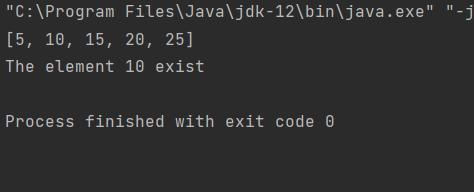 "C:\Program Files\Java\jdk-12\bin\java.exe" "-j
[5, 10, 15, 20, 25]
The element 10 exist
Process finished with exit code 0